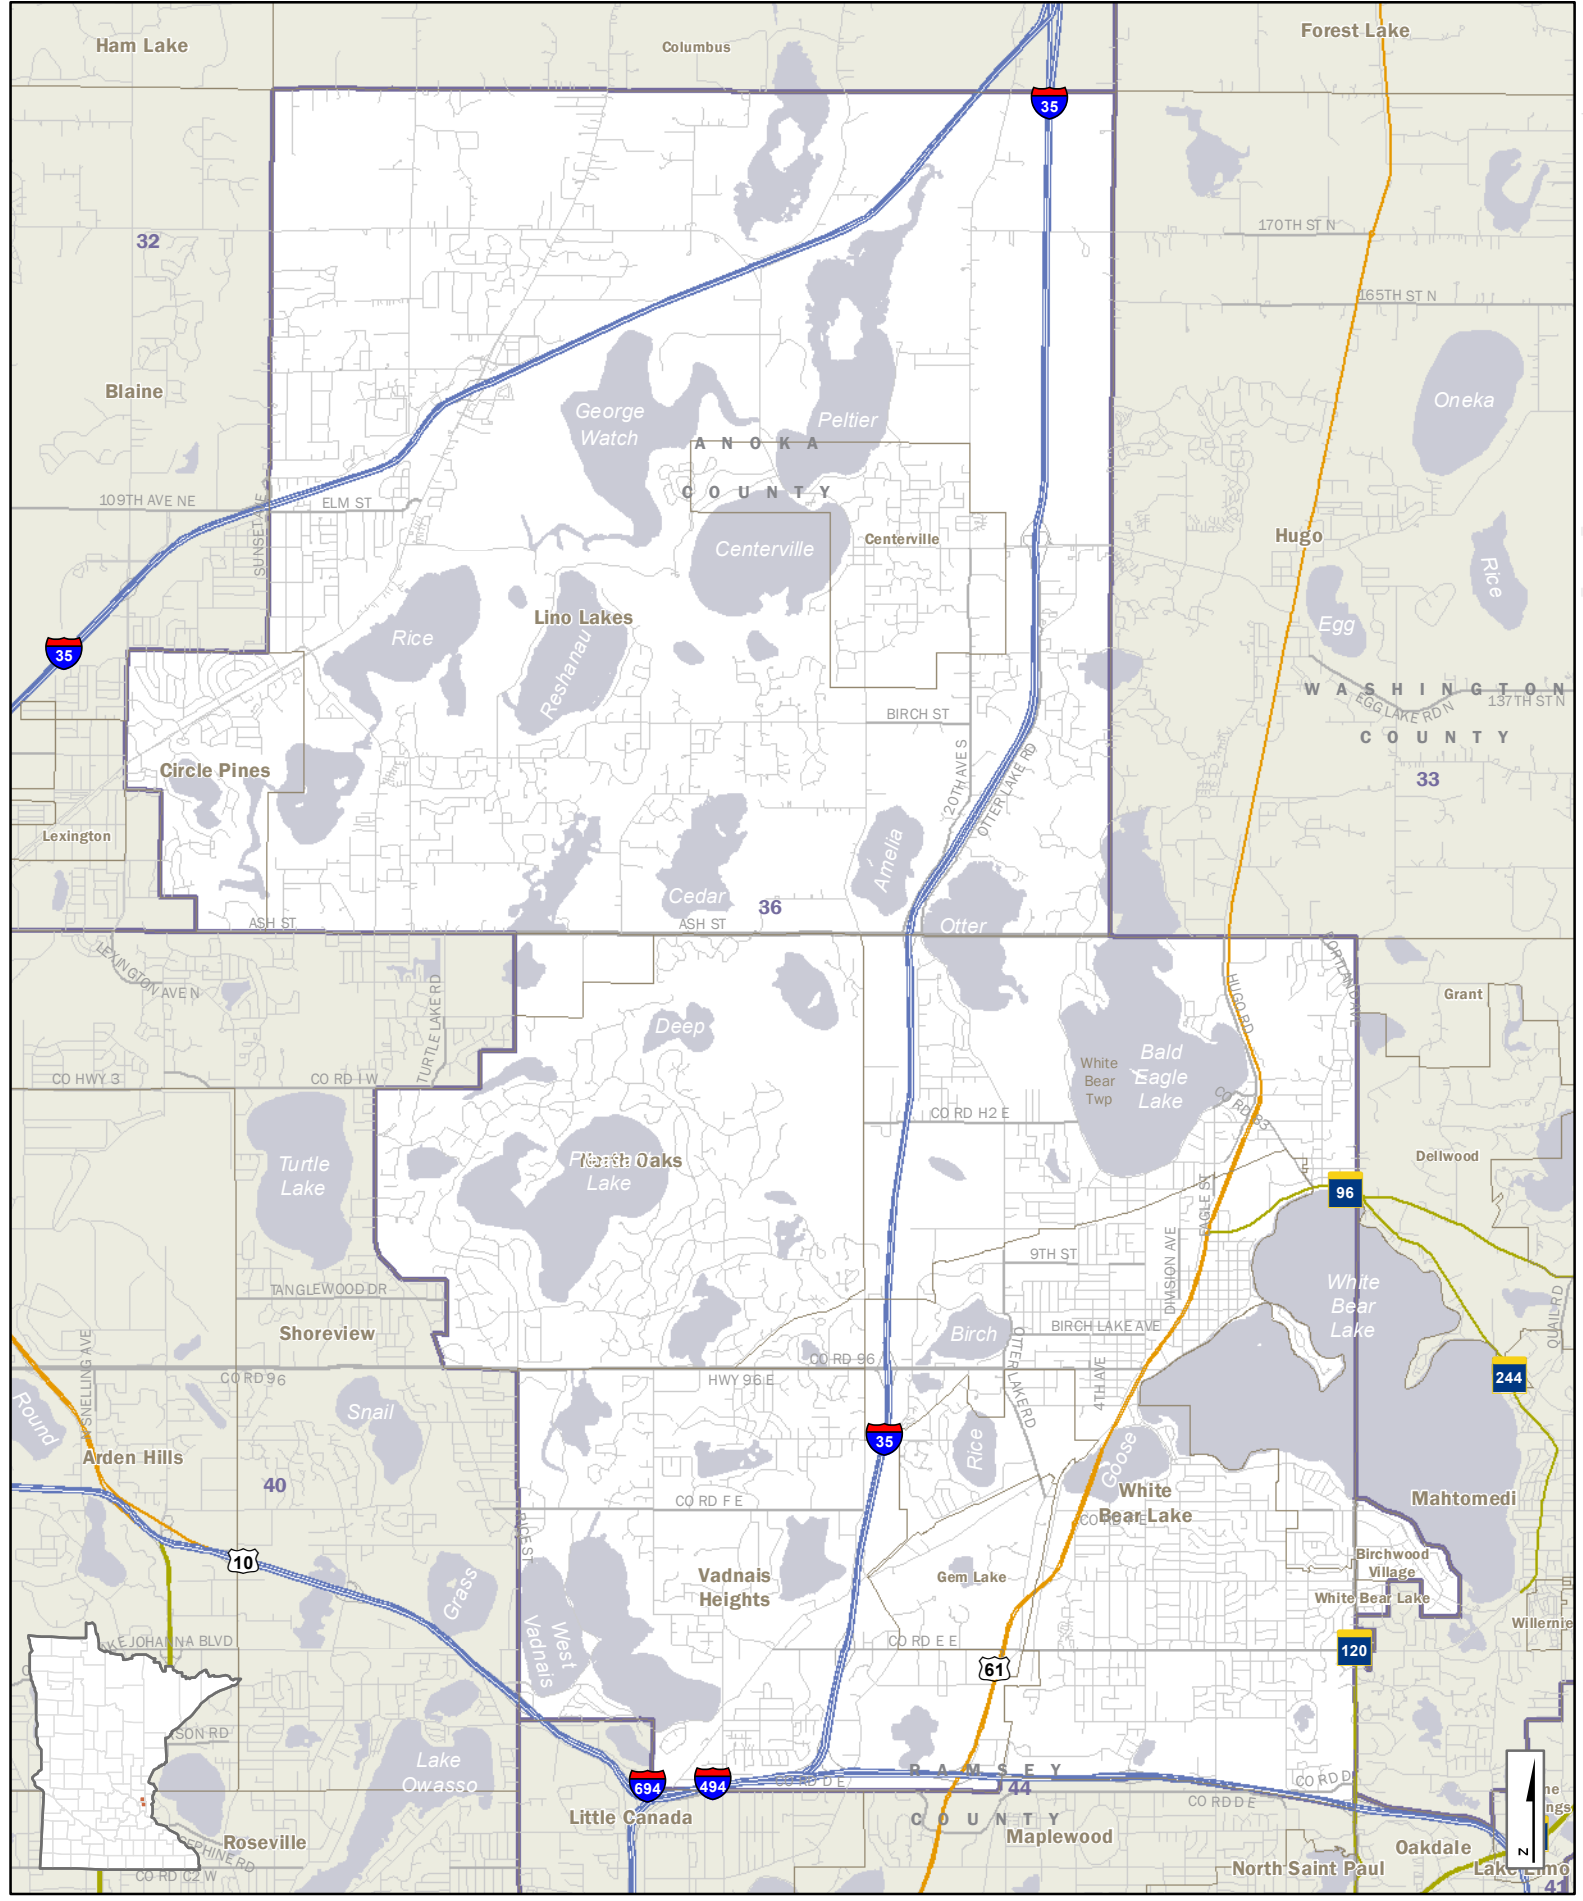 Ham Lake
Columbus
Forest Lake
35
32
170TH ST N
165TH ST N
Blaine
George
Watch
Peltier
Oneka
A N O K A
C O U N T Y
109TH AVE NE
ELM ST
SUNSET AVE
Centerville
Centerville
Hugo
Rice
Egg
Lino Lakes
Rice
Reshanau
35
W A S H I N G T O N
EGG LAKE RD N
137TH ST N
C O U N T Y
33
BIRCH ST
20TH AVE S
OTTER LAKE RD
Circle Pines
Lexington
Amelia
Cedar
36
ASH ST
ASH ST
Otter
LEXINGTON AVE N
TURTLE LAKE RD
HUGO RD
Grant
Deep
White
Bear
Twp
Bald
Eagle
Lake
CO HWY 3
CO RD I W
CO RD H2 E
CO RD 83
Turtle
Lake
North Oaks
Lake
Dellwood
96
EAGLE ST
9TH ST
DIVISION AVE
TANGLEWOOD DR
White
Bear
Lake
QUAIL RD
Shoreview
Birch
BIRCH LAKE AVE
OTTER LAKE RD
CO RD 96
CO RD 96
HWY 96 E
4TH AVE
244
SNELLING AVE
Round
Snail
35
Rice
Goose
Arden Hills
40
White
Bear Lake
Mahtomedi
CO RD F E
RICE ST
10
Birchwood
Village
Grass
Vadnais
Heights
Gem Lake
White Bear Lake
Willernie
West
Vadnais
CO RD E E
120
61
Lake
Owasso
R A M S E Y
694
494
CO RD D E
44
CO RD D
CO RD D E
Little Canada
C O U N T Y
Maplewood
Roseville
Oakdale
CO RD C2 W
North Saint Paul
Lake Elmo
41
N